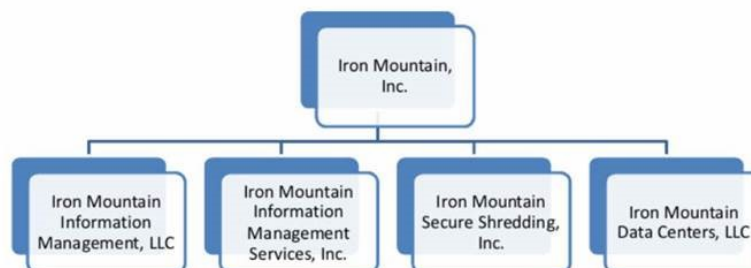 Iron Mountain,
Inc.
Iron Mountain
Information
Management, LLC
Iron Mountain
Information
Management
Services, Inc.
Iron Mountain
Secure Shredding,
Inc.
Iron Mountain
Data Centers, LLC